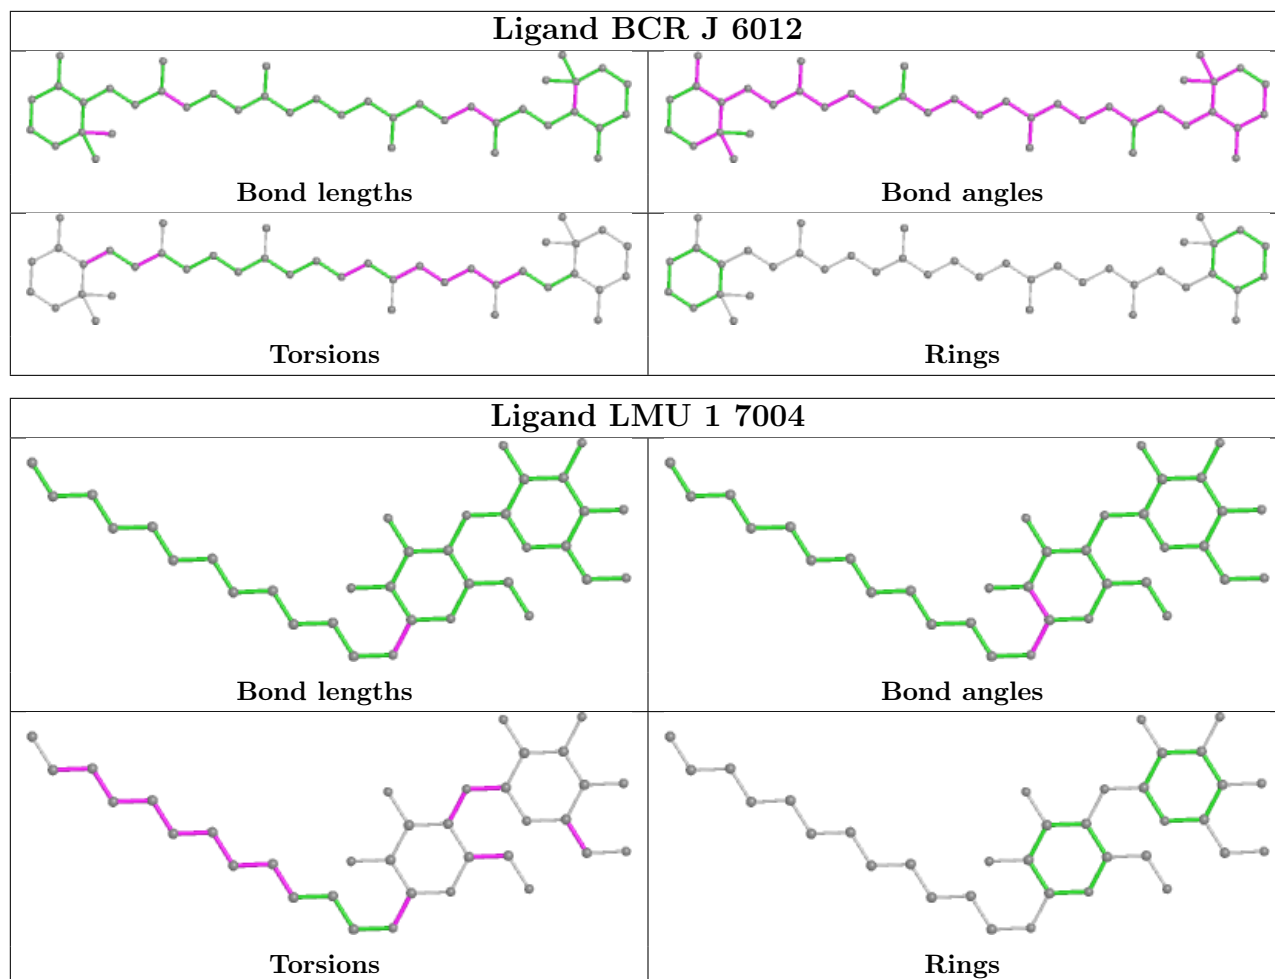 Ligand BCR J 6012
Bond lengths
Bond angles
Torsions
Rings
Ligand LMU 1 7004
Bond lengths
Bond angles
Torsions
Rings